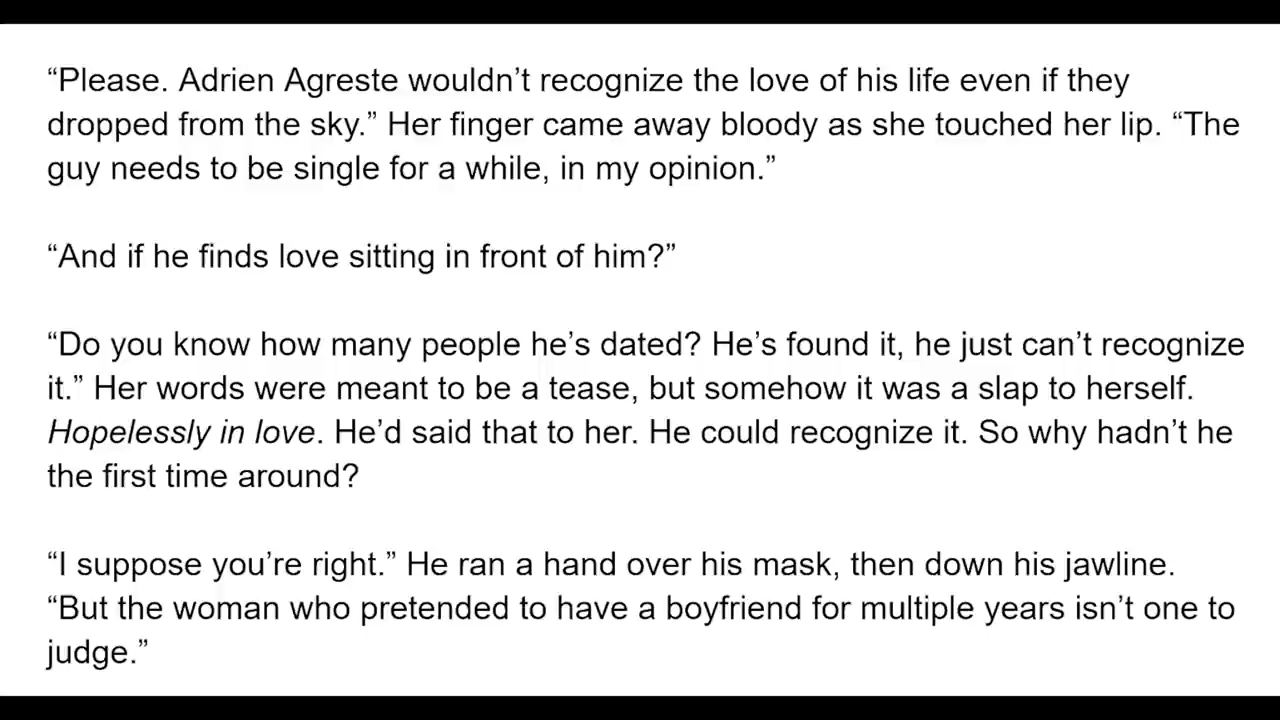 “Please. Adrien Agreste wouldn’t recognize the love of his life even if they
dropped from the sky.” Her finger came away bloody as she touched her lip. “The
guy needs to be single for a while, in my opinion.”
“And if he finds love sitting in front of him?”
“Do you know how many people he’s dated? He’s found it, he just can’t recognize
it.” Her words were meant to be a tease, but somehow it was a slap to herself.
Hopelessly in love. He’d said that to her. He could recognize it. So why hadn’t he
the first time around?
“I suppose you’re right.” He ran a hand over his mask, then down his jawline.
“But the woman who pretended to have a boyfriend for multiple years isn’t one to
judge.”